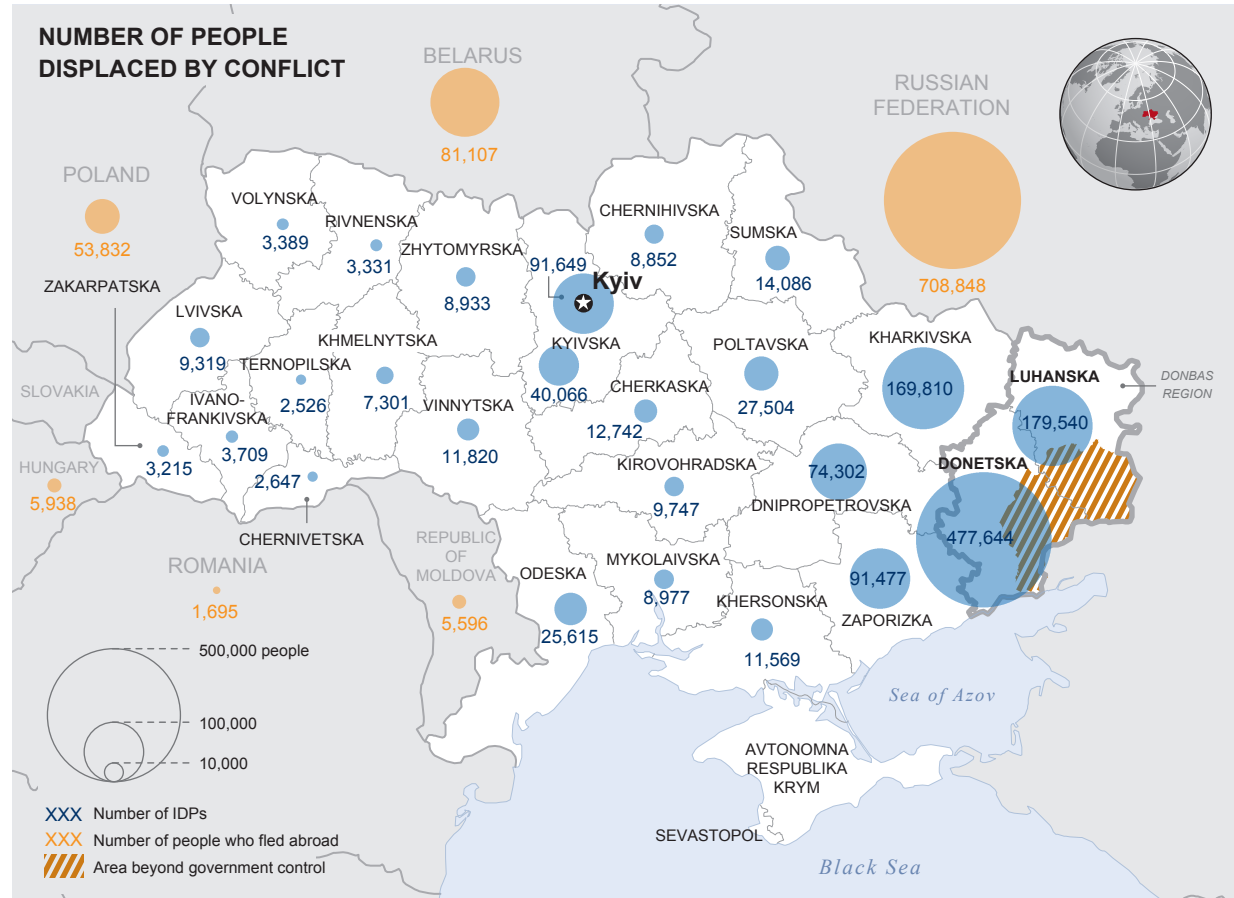 NUMBER OF PEOPLE
DISPLACED BY CONFLICT
BELARUS
81,107
RUSSIAN
FEDERATION
708,848
POLAND
53,832
VOLYNSKA
3,389
RIVNENSKA
3,331
ZHYTOMYRSKA
8,933
91,649
Kyiv
CHERNIHIVSKA
8,852
SUMSKA
14,086
ZAKARPATSKA
3,215
LVIVSKA
9,319
TERNOPILSKA
2,526
KHMELNYTSKA
7,301
KYIVSKA
40,066
POLTAVSKA
27,504
KHARKIVSKA
169,810
LUHANSKA
179,540
DONBAS
REGION
SLOVAKIA
IVANO-
FRANKIVSKA
3,709
VINNYTSKA
11,820
CHERKASKA
12,742
HUNGARY
5,938
2,647
CHERNIVETSKA
KIROVOHRADSKA
9,747
74,302
DNIPROPETROVSKA
DONETSKA
477,644
ROMANIA
1,695
REPUBLIC
OF
MOLDOVA
5,596
ODESKA
25,615
MYKOLAIVSKA
8,977
KHERSONSKA
11,569
91,477
ZAPORIZKA
500,000 people
100,000
10,000
Sea of Azov
AVTONOMNA
RESPUBLIKA
KRYM
SEVASTOPOL
Black Sea
XXX Number of IDPs
XXX Number of people who fled abroad
Area beyond government control